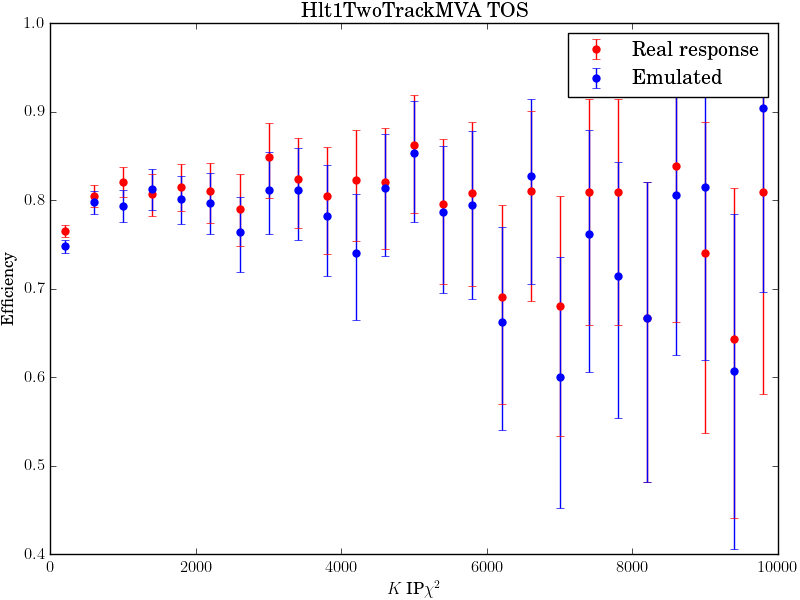 Hlt1TwoTrackMVA TOS
1.0
0.9
0.8
0.7
0.6
0.5
0.4
Efficiency
Real response
Emulated
0 2000 4000 6000 8000 10000
K IPχ²